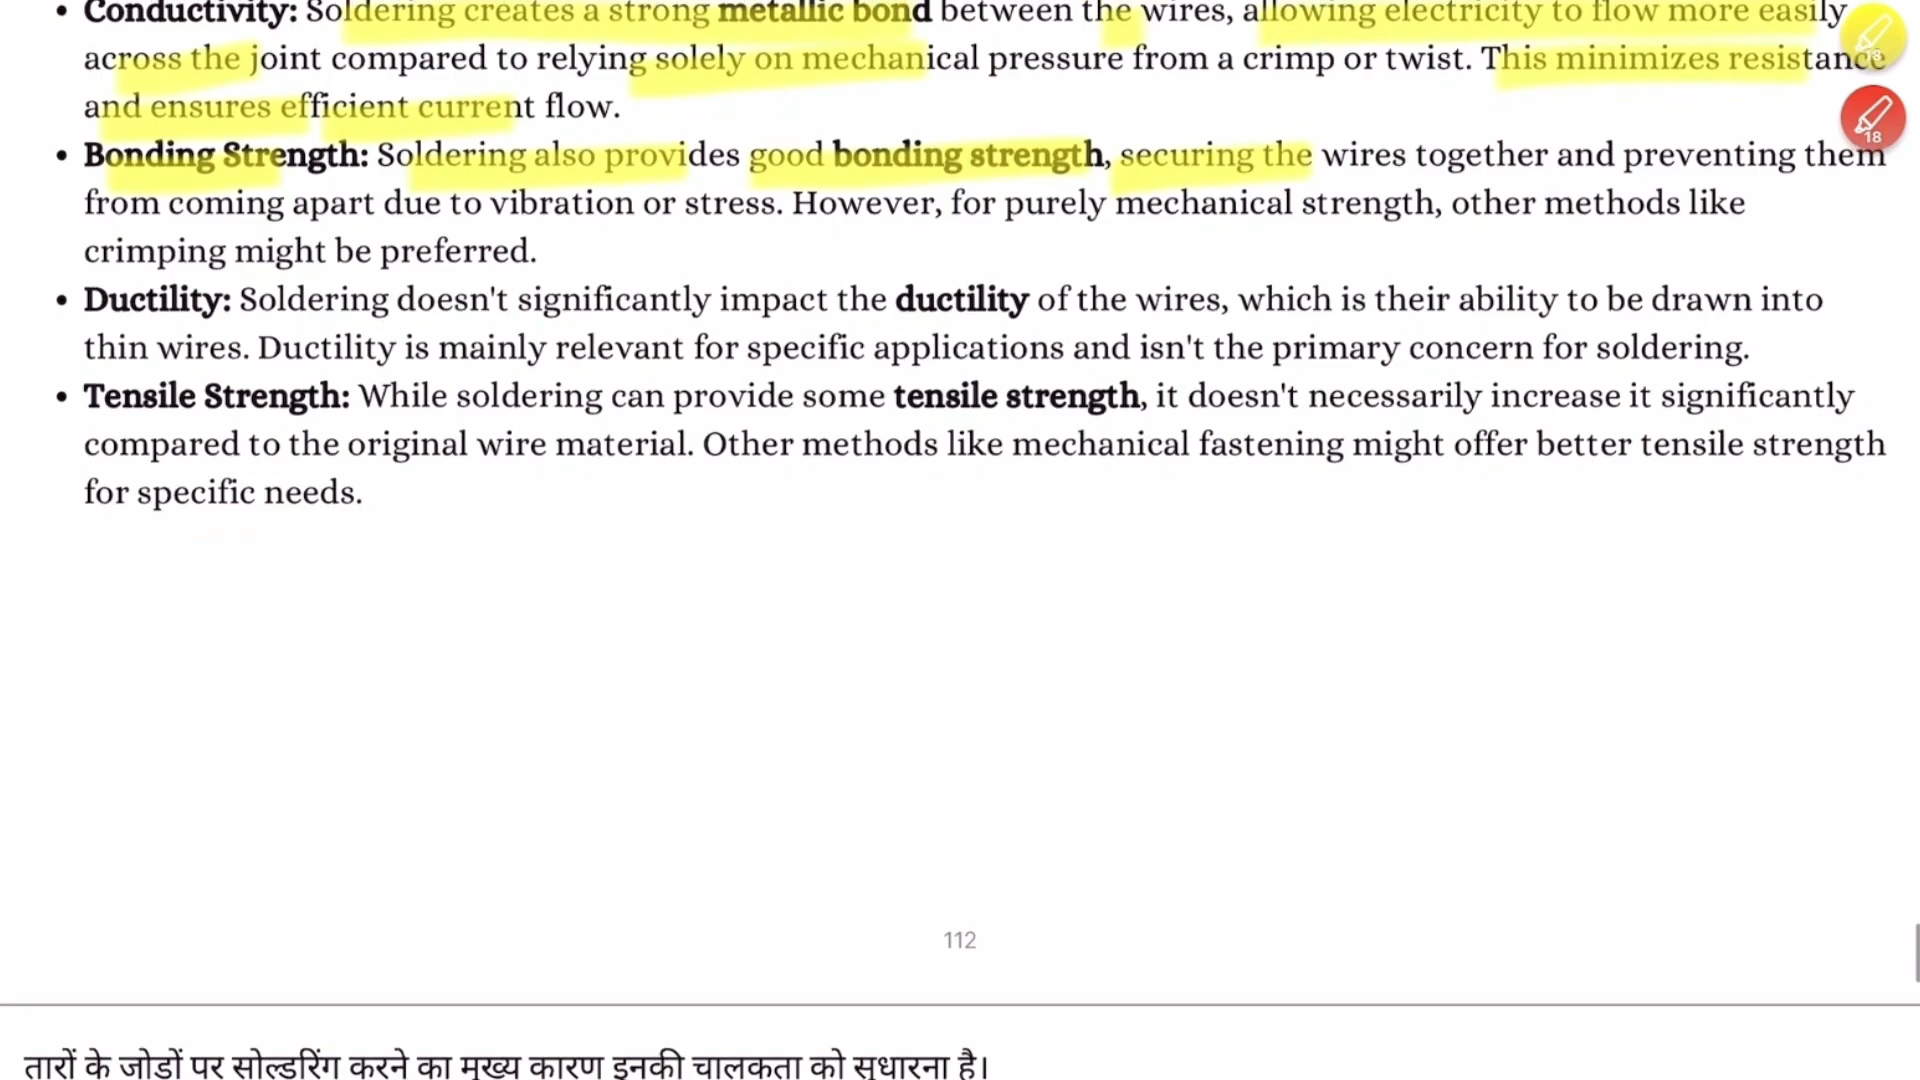 • Conductivity: Soldering creates a strong metallic bond between the wires, allowing electricity to flow more easily
across the joint compared to relying solely on mechanical pressure from a crimp or twist. This minimizes resistance
and ensures efficient current flow.
• Bonding Strength: Soldering also provides good bonding strength, securing the wires together and preventing them
from coming apart due to vibration or stress. However, for purely mechanical strength, other methods like
crimping might be preferred.
• Ductility: Soldering doesn't significantly impact the ductility of the wires, which is their ability to be drawn into
thin wires. Ductility is mainly relevant for specific applications and isn't the primary concern for soldering.
• Tensile Strength: While soldering can provide some tensile strength, it doesn't necessarily increase it significantly
compared to the original wire material. Other methods like mechanical fastening might offer better tensile strength
for specific needs.
18
112
तारों के जोडों पर सोल्डरिंग करने का मुख्य कारण इनकी चालकता को सुधारना है।